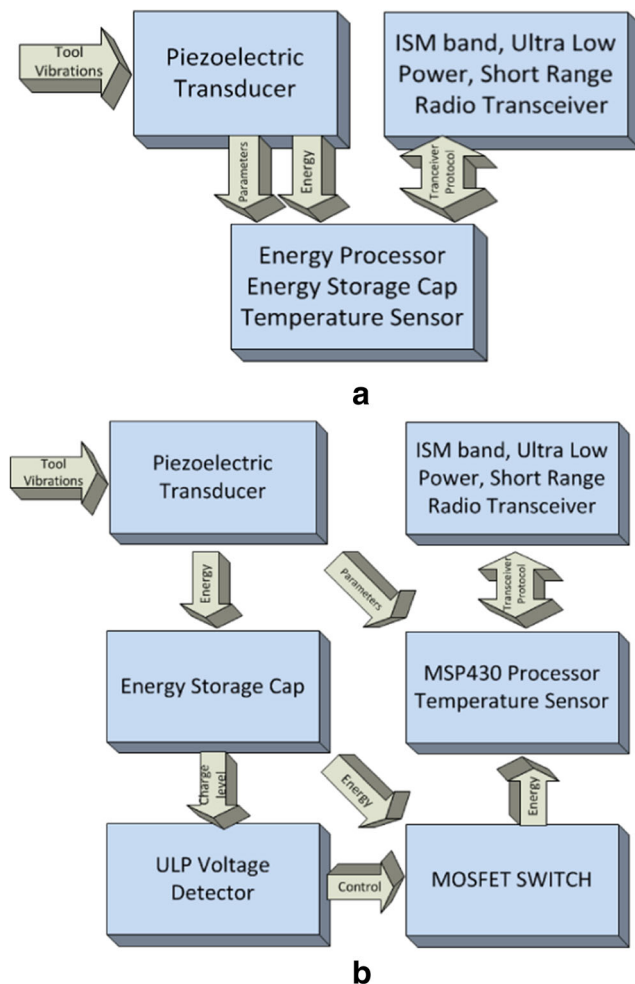 Tool
Vibrations
Piezoelectric
Transducer
ISM band, Ultra Low
Power, Short Range
Radio Transceiver
Parameters
Energy
Tranceiver
Protocol
Energy Processor
Energy Storage Cap
Temperature Sensor
a
Tool
Vibrations
Piezoelectric
Transducer
ISM band, Ultra Low
Power, Short Range
Radio Transceiver
Energy
Parameters
Transceiver
Protocol
Energy Storage Cap
MSP430 Processor
Temperature Sensor
Charge
level
Energy
Energy
ULP Voltage
Detector
Control
MOSFET SWITCH
b